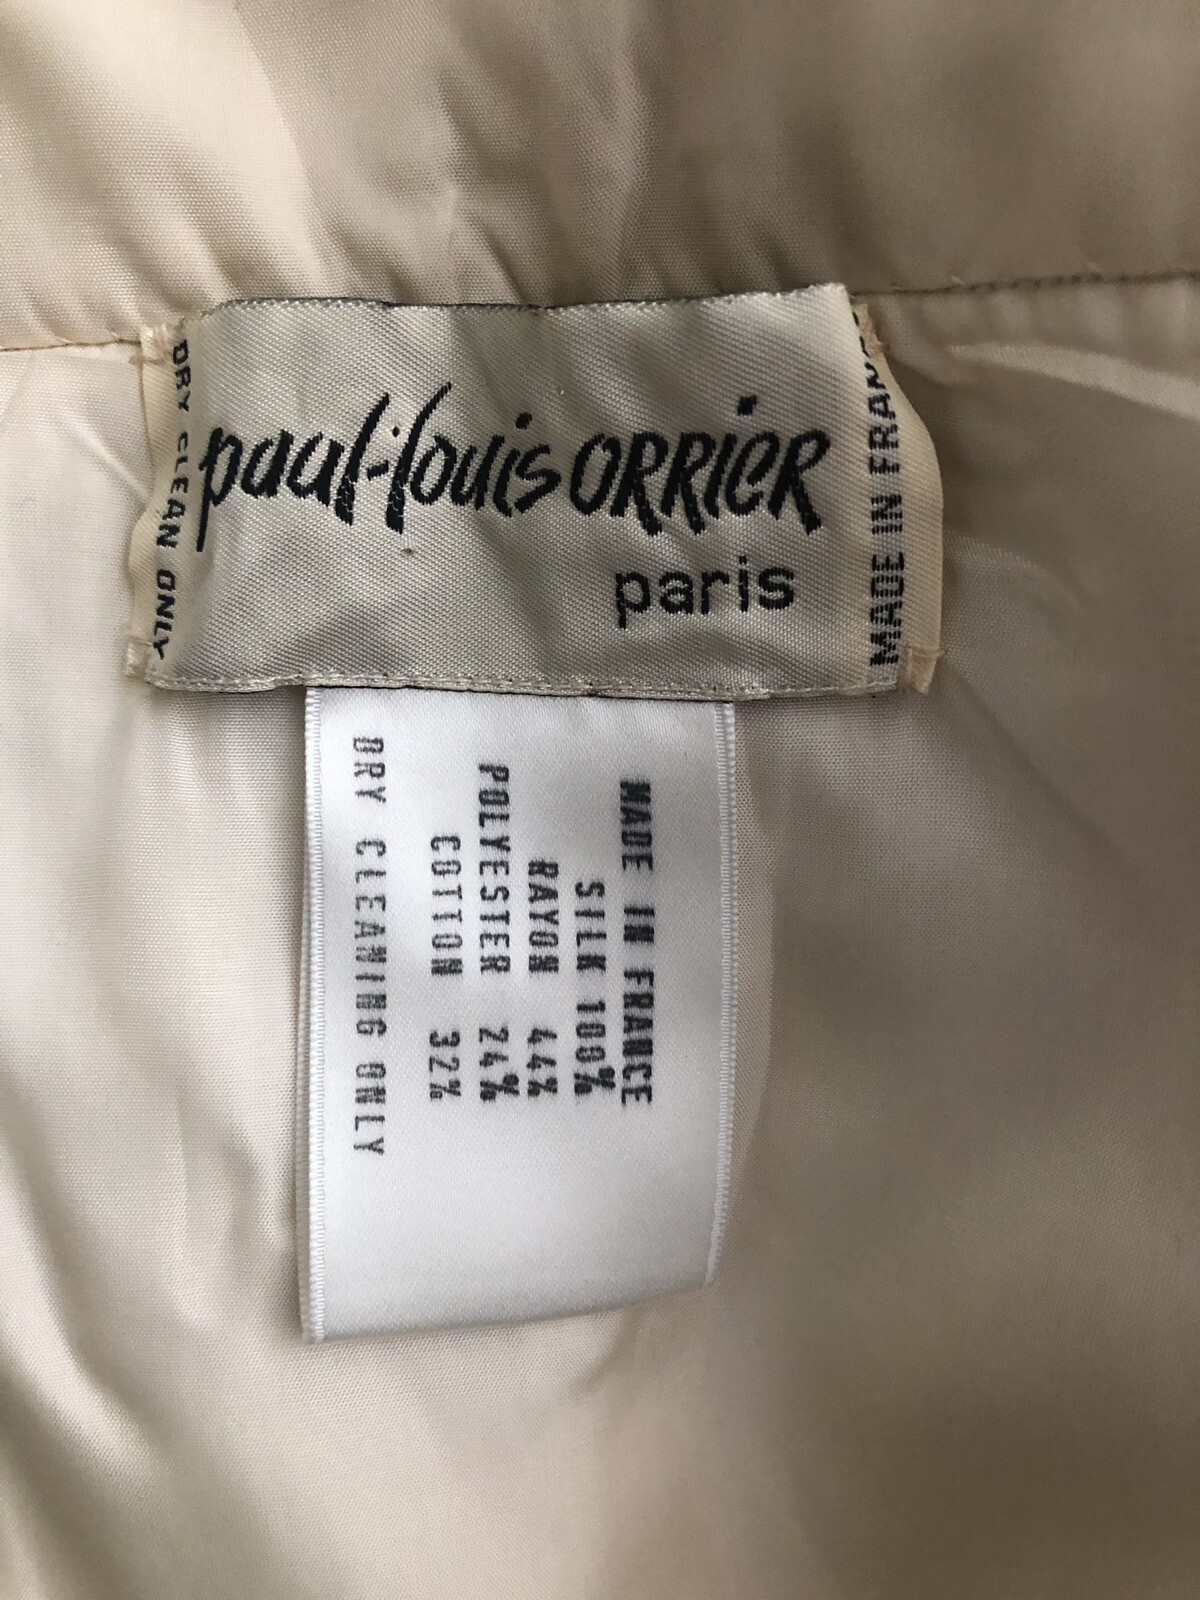 DRY CLEAN ONLY
paul-louis ORRIER
paris
MADE IN FRANCE
MADE IN FRANCE
SILK 100%
RAYON 44%
POLYESTER 24%
COTTON 32%
DRY CLEANING ONLY